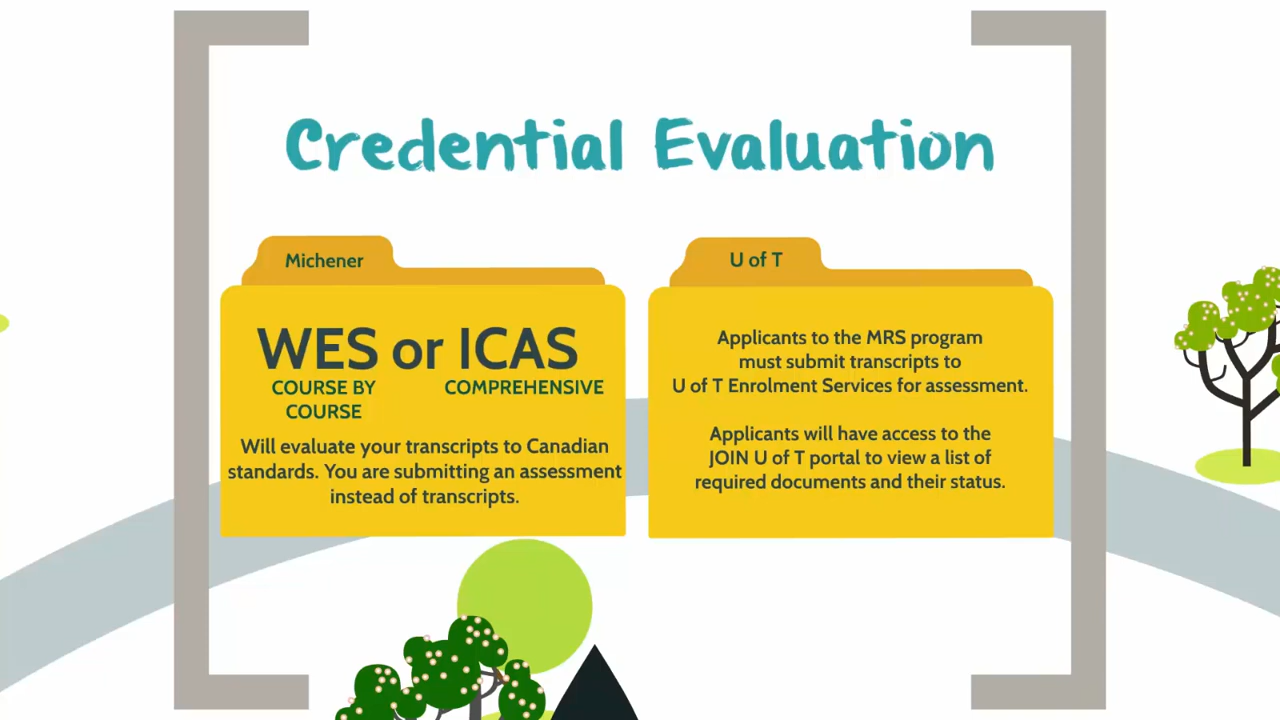 Credential Evaluation
Michener
WES or ICAS
COURSE BY
COURSE
COMPREHENSIVE
Will evaluate your transcripts to Canadian
standards. You are submitting an assessment
instead of transcripts.
U of T
Applicants to the MRS program
must submit transcripts to
U of T Enrolment Services for assessment.
Applicants will have access to the
JOIN U of T portal to view a list of
required documents and their status.